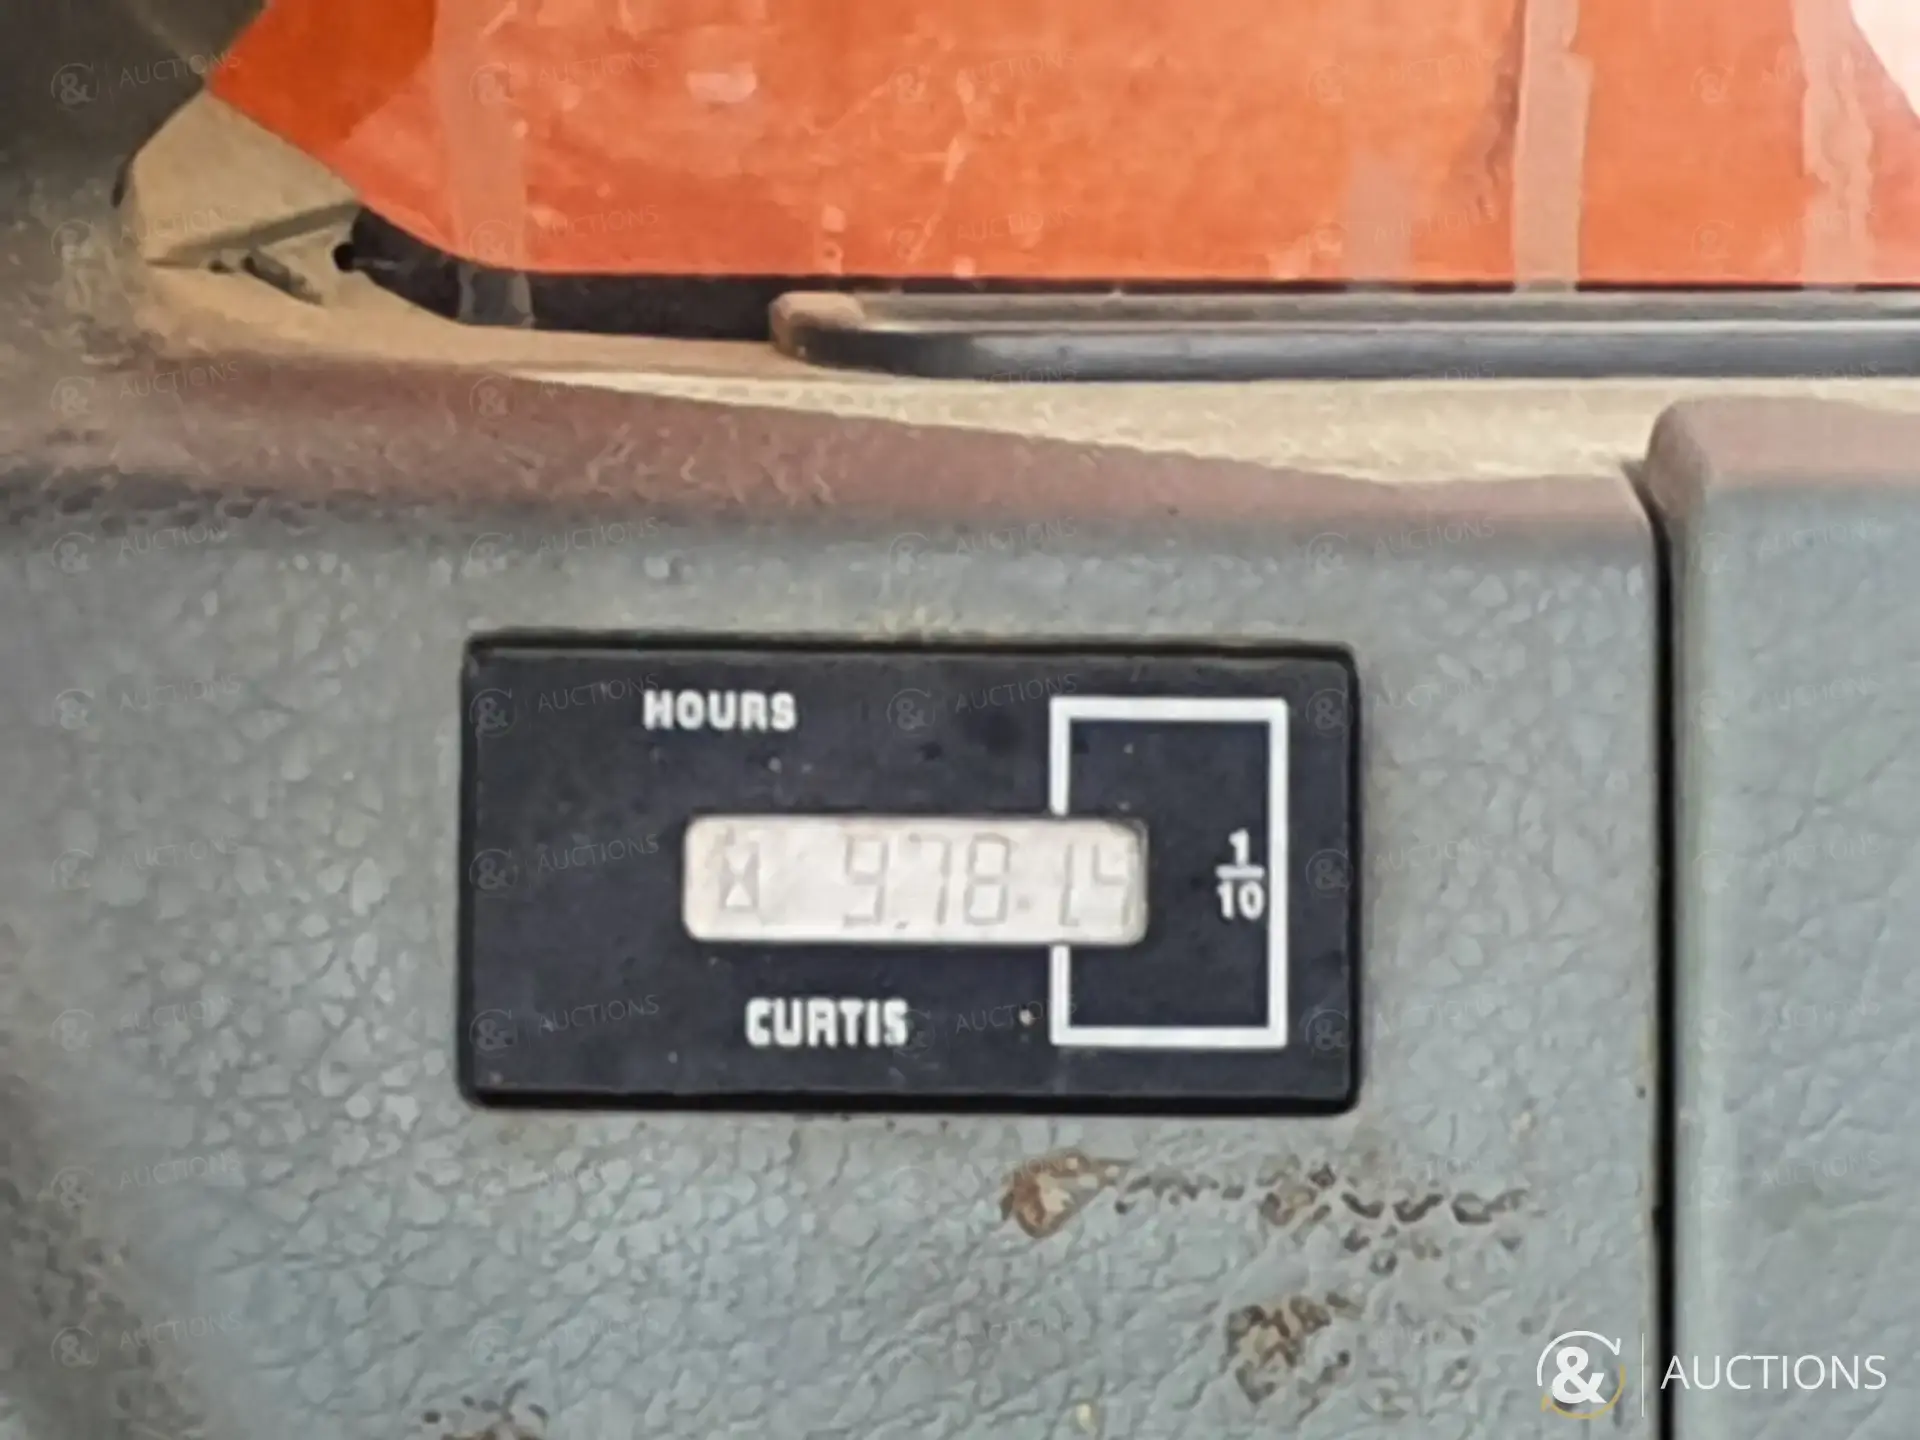 HOURS
9781.4
1
10
CURTIS
& AUCTIONS